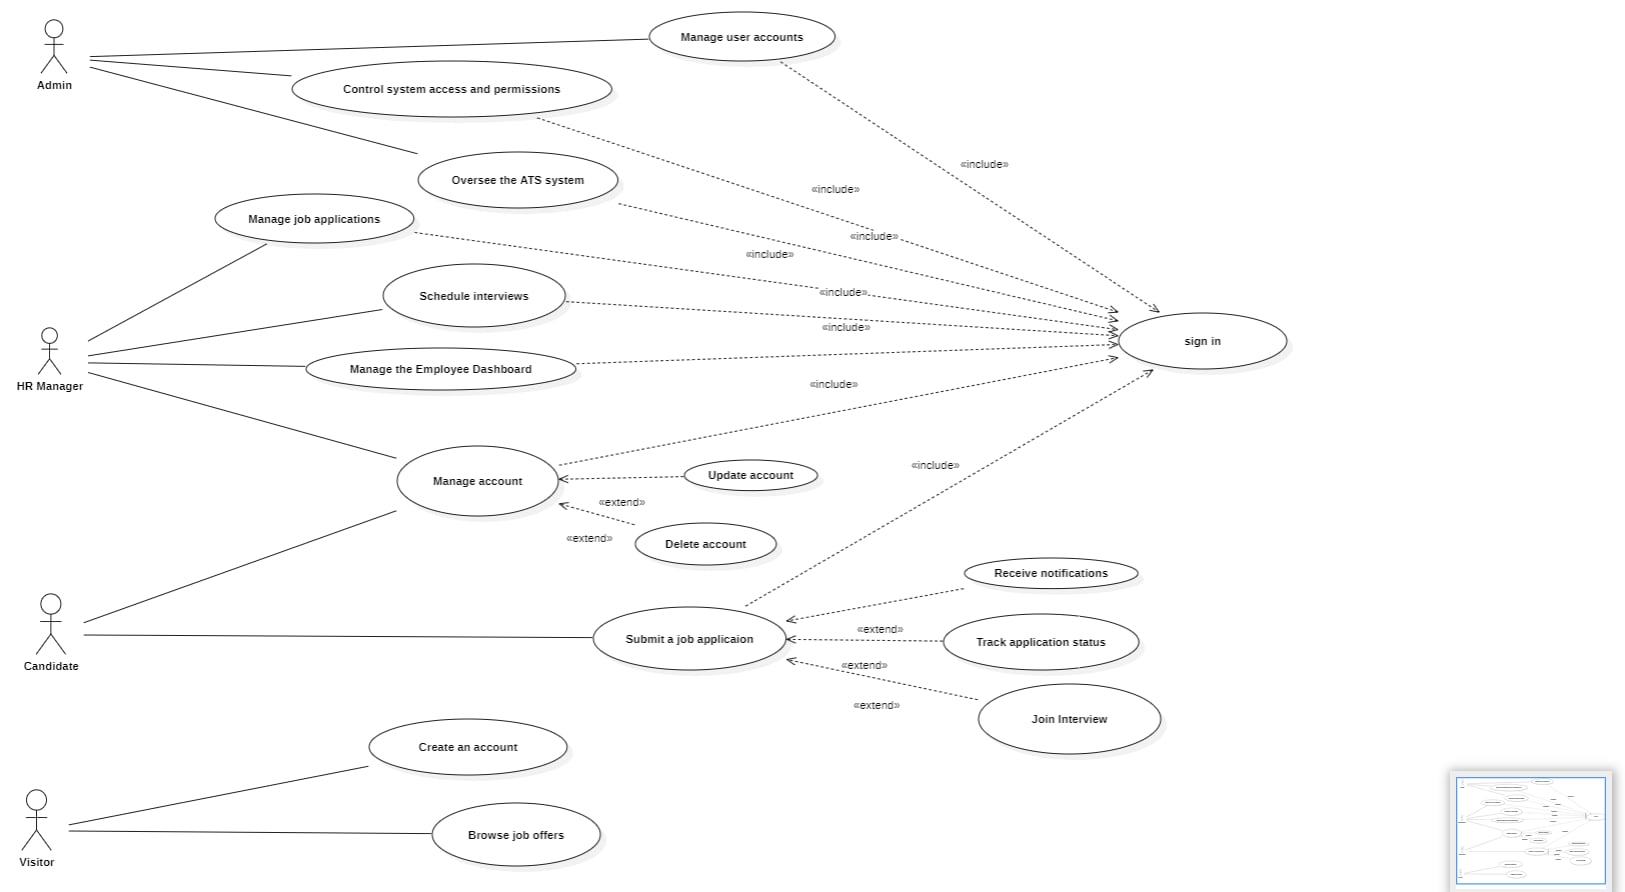 Manage user accounts
Admin
Control system access and permissions
«include»
Oversee the ATS system
«include»
Manage job applications
«include»
«include»
Schedule interviews
«include»
«include»
sign in
Manage the Employee Dashboard
HR Manager
«include»
«include»
Manage account
Update account
«extend»
«extend»
Delete account
Receive notifications
«extend»
Submit a job applicaion
Track application status
Candidate
«extend»
«extend»
Join Interview
Create an account
Browse job offers
Visitor